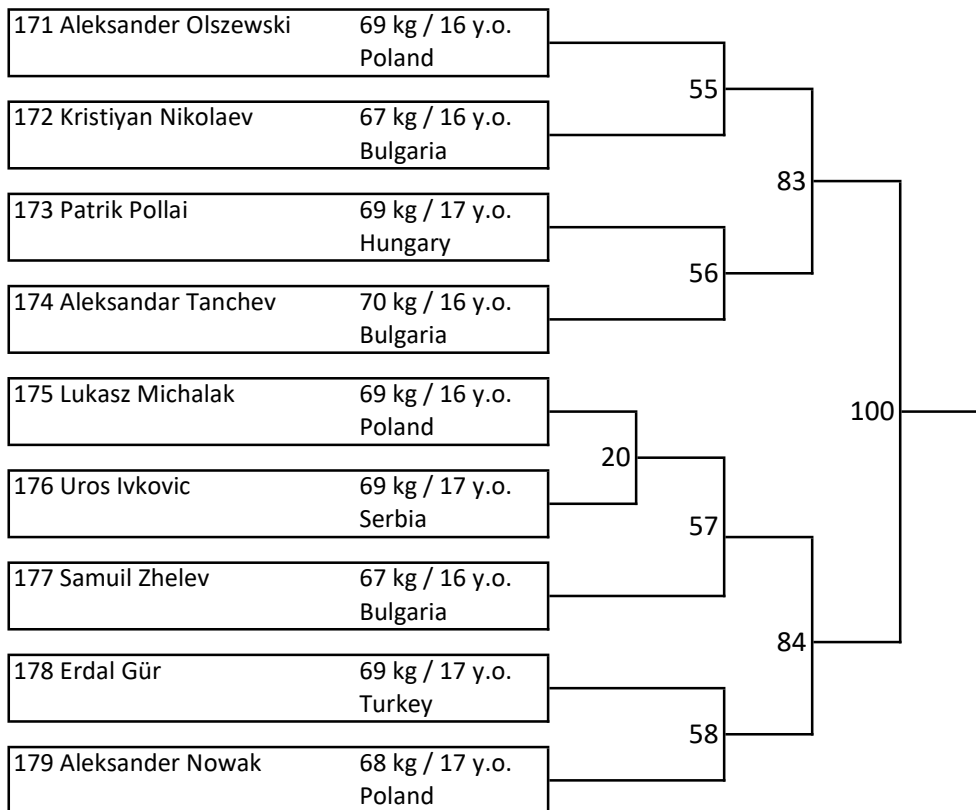 171 Aleksander Olszewski 69 kg / 16 y.o.
Poland
55
172 Kristiyan Nikolaev 67 kg / 16 y.o.
Bulgaria
83
173 Patrik Pollai 69 kg / 17 y.o.
Hungary
56
174 Aleksandar Tanchev 70 kg / 16 y.o.
Bulgaria
175 Lukasz Michalak 69 kg / 16 y.o.
Poland
100
20
176 Uros Ivkovic 69 kg / 17 y.o.
Serbia
57
177 Samuil Zhelev 67 kg / 16 y.o.
Bulgaria
84
178 Erdal Gür 69 kg / 17 y.o.
Turkey
58
179 Aleksander Nowak 68 kg / 17 y.o.
Poland